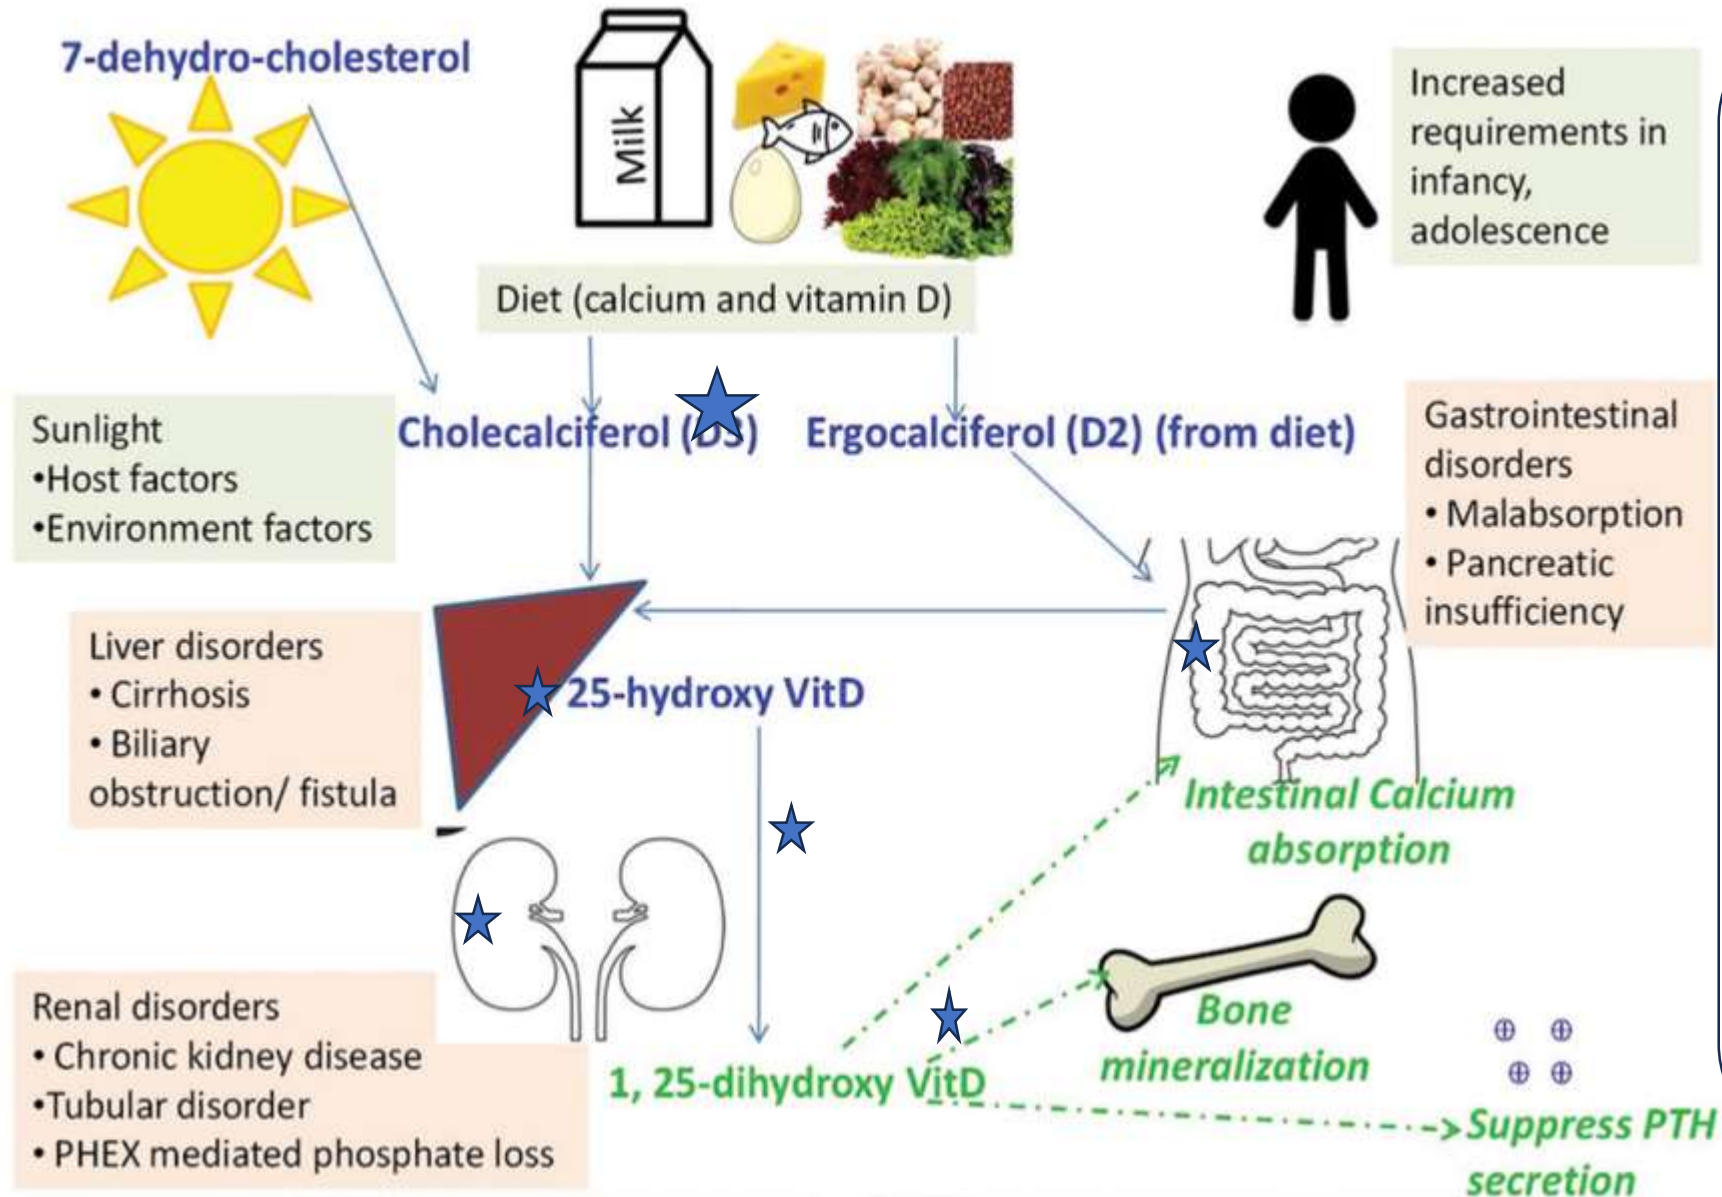 7-dehydro-cholesterol
Milk
Increased
requirements in
infancy,
adolescence
Diet (calcium and vitamin D)
Sunlight
•Host factors
•Environment factors
Cholecalciferol (D3)
Ergocalciferol (D2) (from diet)
Gastrointestinal
disorders
• Malabsorption
• Pancreatic
insufficiency
Liver disorders
• Cirrhosis
• Biliary
obstruction/ fistula
25-hydroxy VitD
Intestinal Calcium
absorption
Renal disorders
• Chronic kidney disease
•Tubular disorder
• PHEX mediated phosphate loss
1, 25-dihydroxy VitD
Bone
mineralization
Suppress PTH
secretion